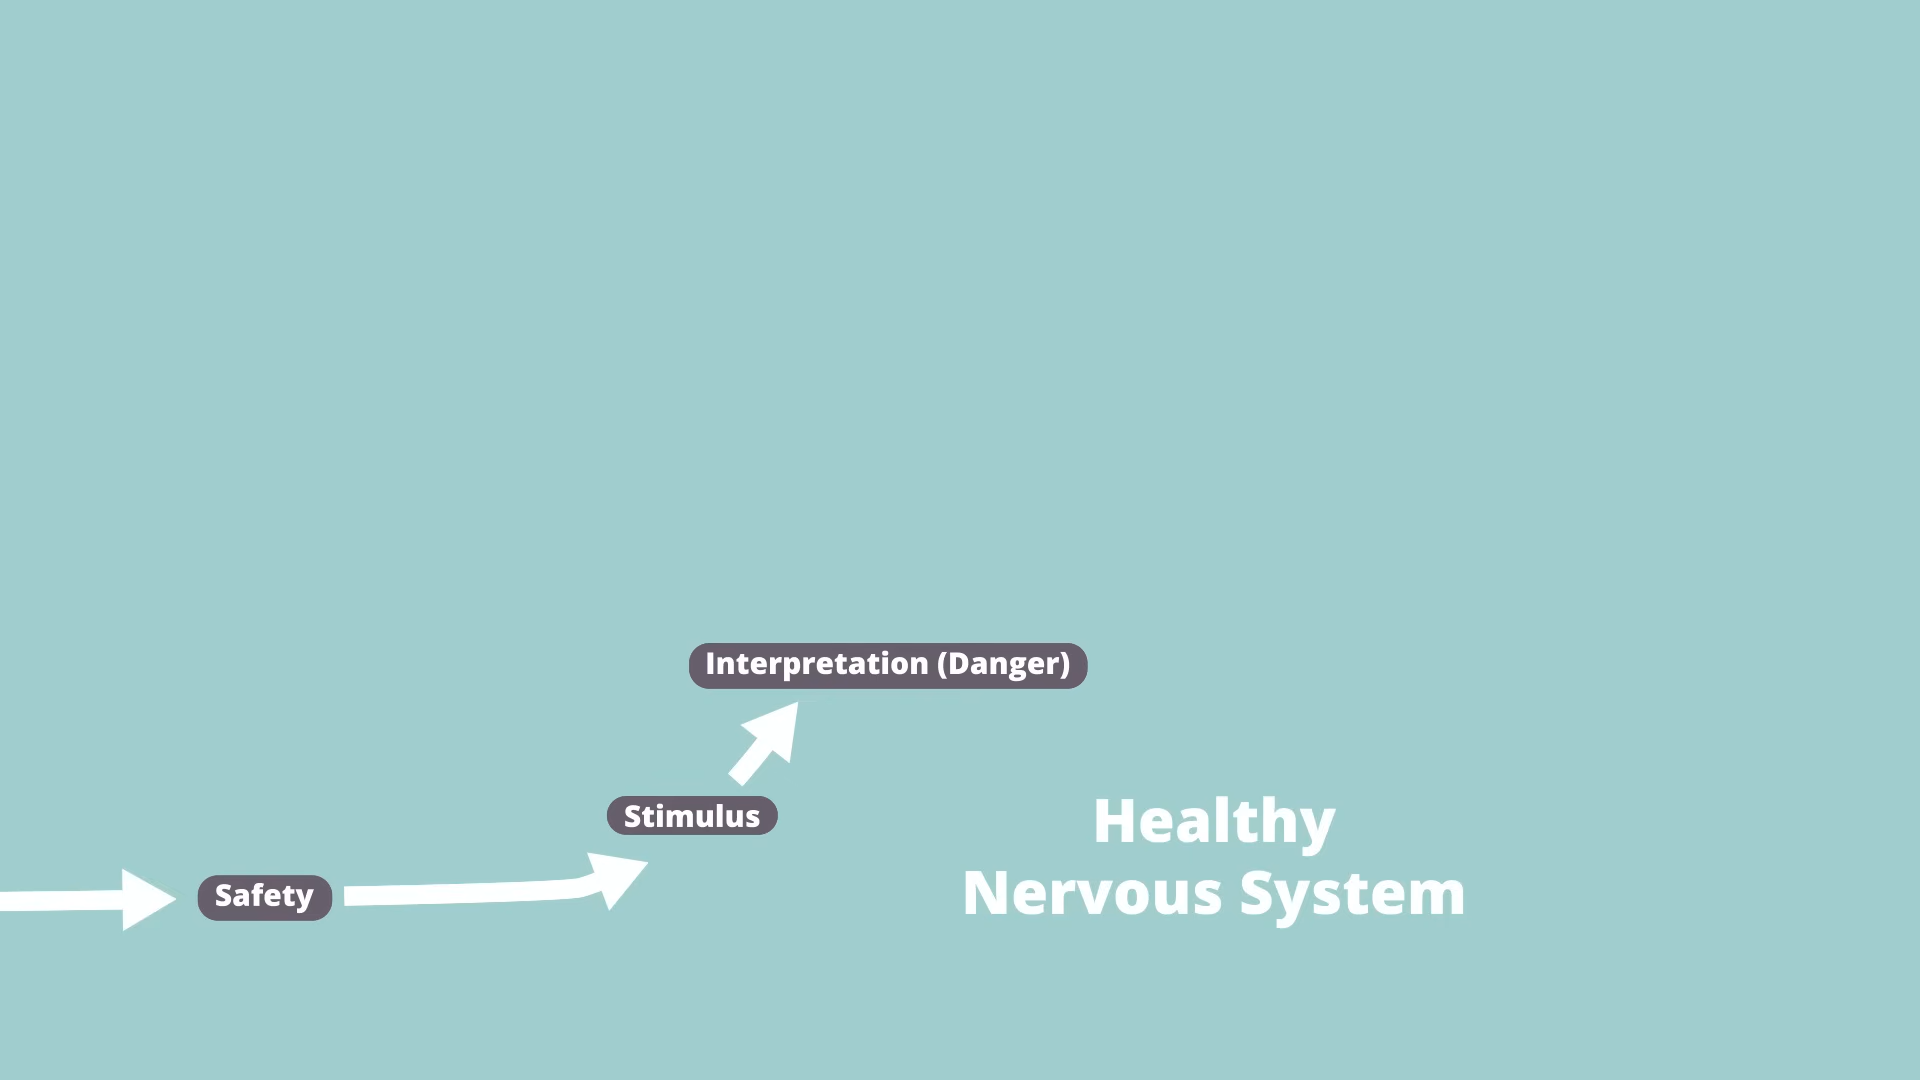 Interpretation (Danger)
Stimulus
Safety
Healthy
Nervous System